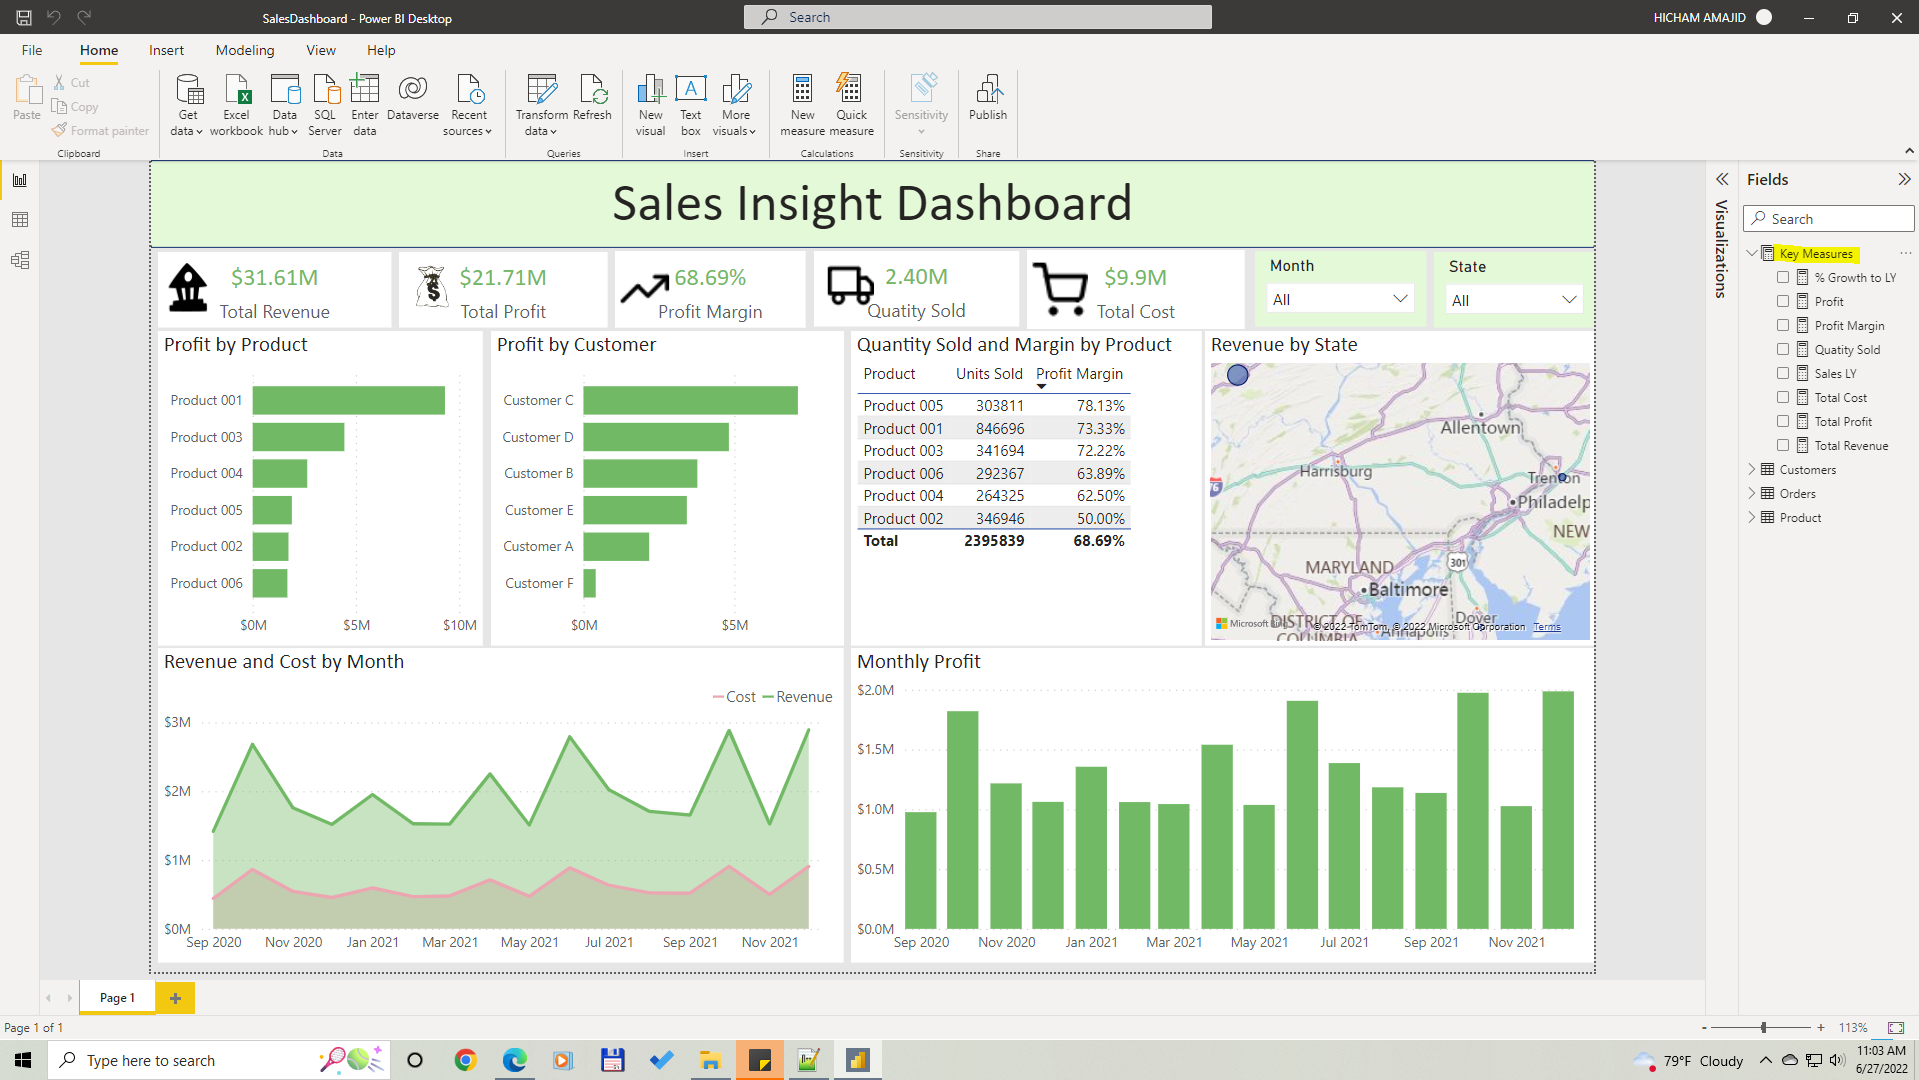 SalesDashboard - Power BI Desktop
Search
HICHAM AMAJID
File
Home
Insert
Modeling
View
Help
Paste
Cut
Copy
Format painter
Clipboard
Get data
Excel workbook
Data hub
SQL Server
Enter data
Dataverse
Recent sources
Data
Transform data
Refresh
Queries
New visual
Text box
More visuals
Insert
New measure
Quick measure
Calculations
Sensitivity
Sensitivity
Publish
Share
Sales Insight Dashboard
$31.61M
Total Revenue
$21.71M
Total Profit
68.69%
Profit Margin
2.40M
Quatity Sold
$9.9M
Total Cost
Month
All
State
All
Profit by Product
Product 001
Product 003
Product 004
Product 005
Product 002
Product 006
$0M $5M $10M
Profit by Customer
Customer C
Customer D
Customer B
Customer E
Customer A
Customer F
$0M $5M
Quantity Sold and Margin by Product
Product Units Sold Profit Margin
Product 005 303811 78.13%
Product 001 846696 73.33%
Product 003 341694 72.22%
Product 006 292367 63.89%
Product 004 264325 62.50%
Product 002 346946 50.00%
Total 2395839 68.69%
Revenue by State
Allentown
Harrisburg
Trenton
76
Philadelp
NEW
301
MARYLAND
Baltimore
Dover
DISTRICT OF
COLUMBIA
Annapolis
Microsoft Bing
© 2022 TomTom, © 2022 Microsoft Corporation Terms
Revenue and Cost by Month
Cost Revenue
$3M
$2M
$1M
$0M
Sep 2020 Nov 2020 Jan 2021 Mar 2021 May 2021 Jul 2021 Sep 2021 Nov 2021
Monthly Profit
$2.0M
$1.5M
$1.0M
$0.5M
$0.0M
Sep 2020 Nov 2020 Jan 2021 Mar 2021 May 2021 Jul 2021 Sep 2021 Nov 2021
Visualizations
Fields
Search
Key Measures
% Growth to LY
Profit
Profit Margin
Quatity Sold
Sales LY
Total Cost
Total Profit
Total Revenue
Customers
Orders
Product
Page 1
Page 1 of 1
- + 113%
Type here to search
79°F Cloudy
11:03 AM
6/27/2022